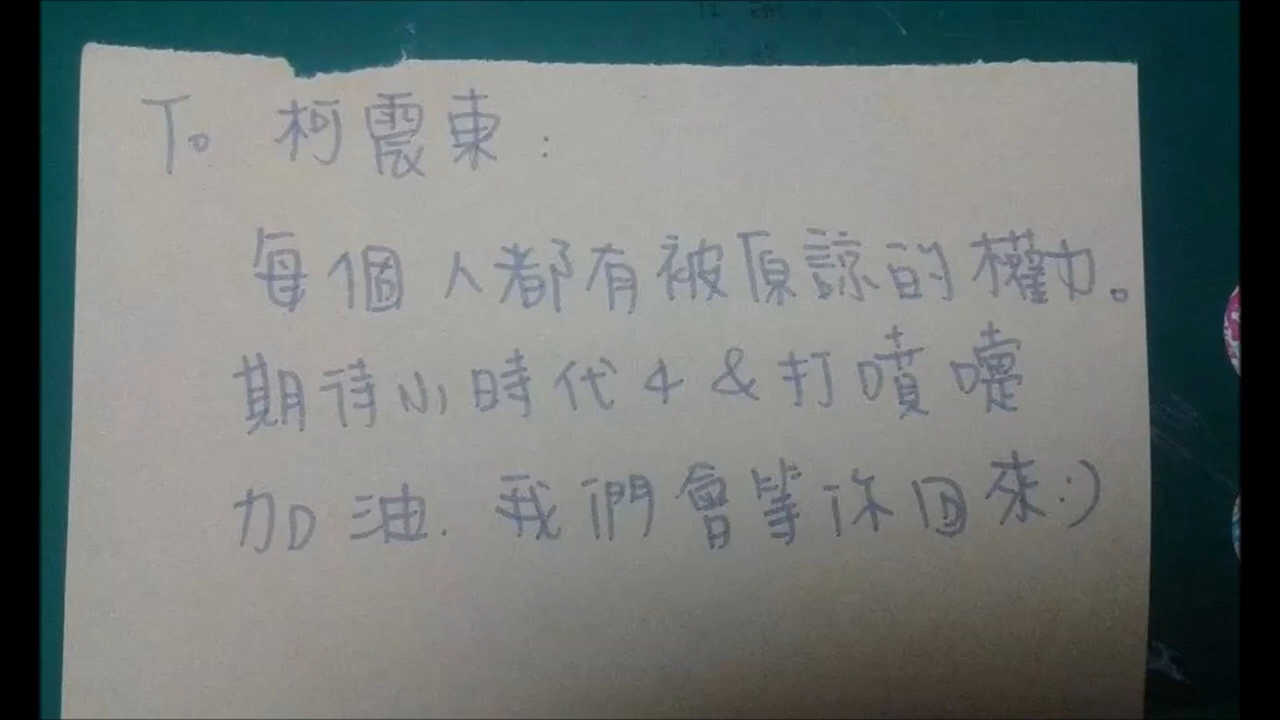 To 柯震東：
每個人都有被原諒的權力。
期待小時代4 & 打噴嚏
加油. 我們會等你回來:)